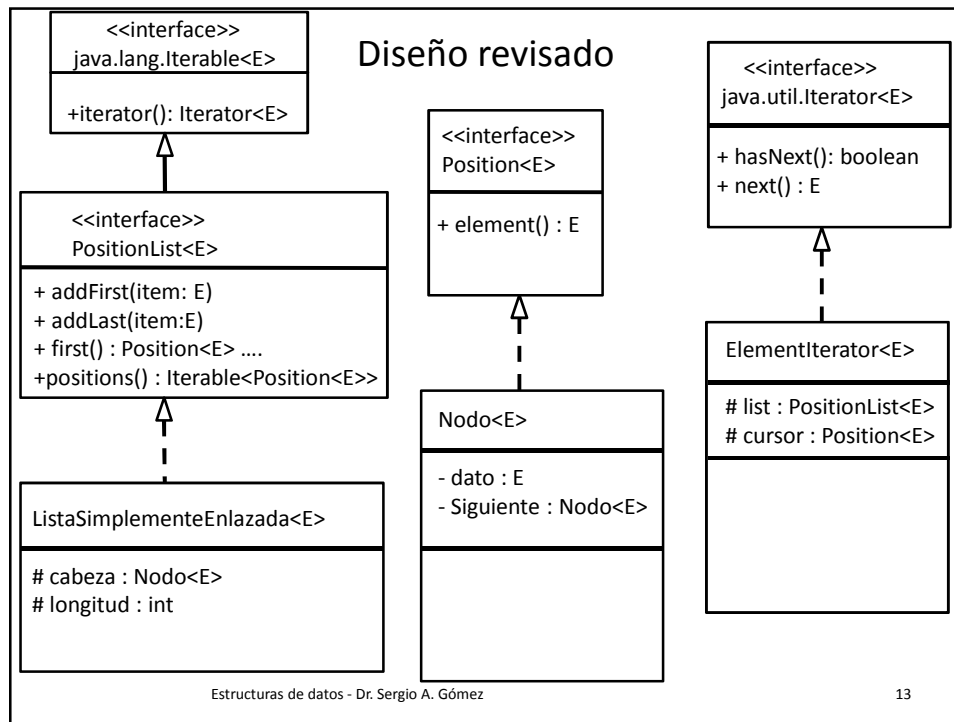 Diseño revisado
<<interface>>
java.lang.Iterable<E>
+iterator(): Iterator<E>
<<interface>>
PositionList<E>
+ addFirst(item: E)
+ addLast(item:E)
+ first() : Position<E> ....
+positions() : Iterable<Position<E>>
ListaSimplementeEnlazada<E>
# cabeza : Nodo<E>
# longitud : int
<<interface>>
Position<E>
+ element() : E
Nodo<E>
- dato : E
- Siguiente : Nodo<E>
<<interface>>
java.util.Iterator<E>
+ hasNext(): boolean
+ next() : E
ElementIterator<E>
# list : PositionList<E>
# cursor : Position<E>
Estructuras de datos - Dr. Sergio A. Gómez
13